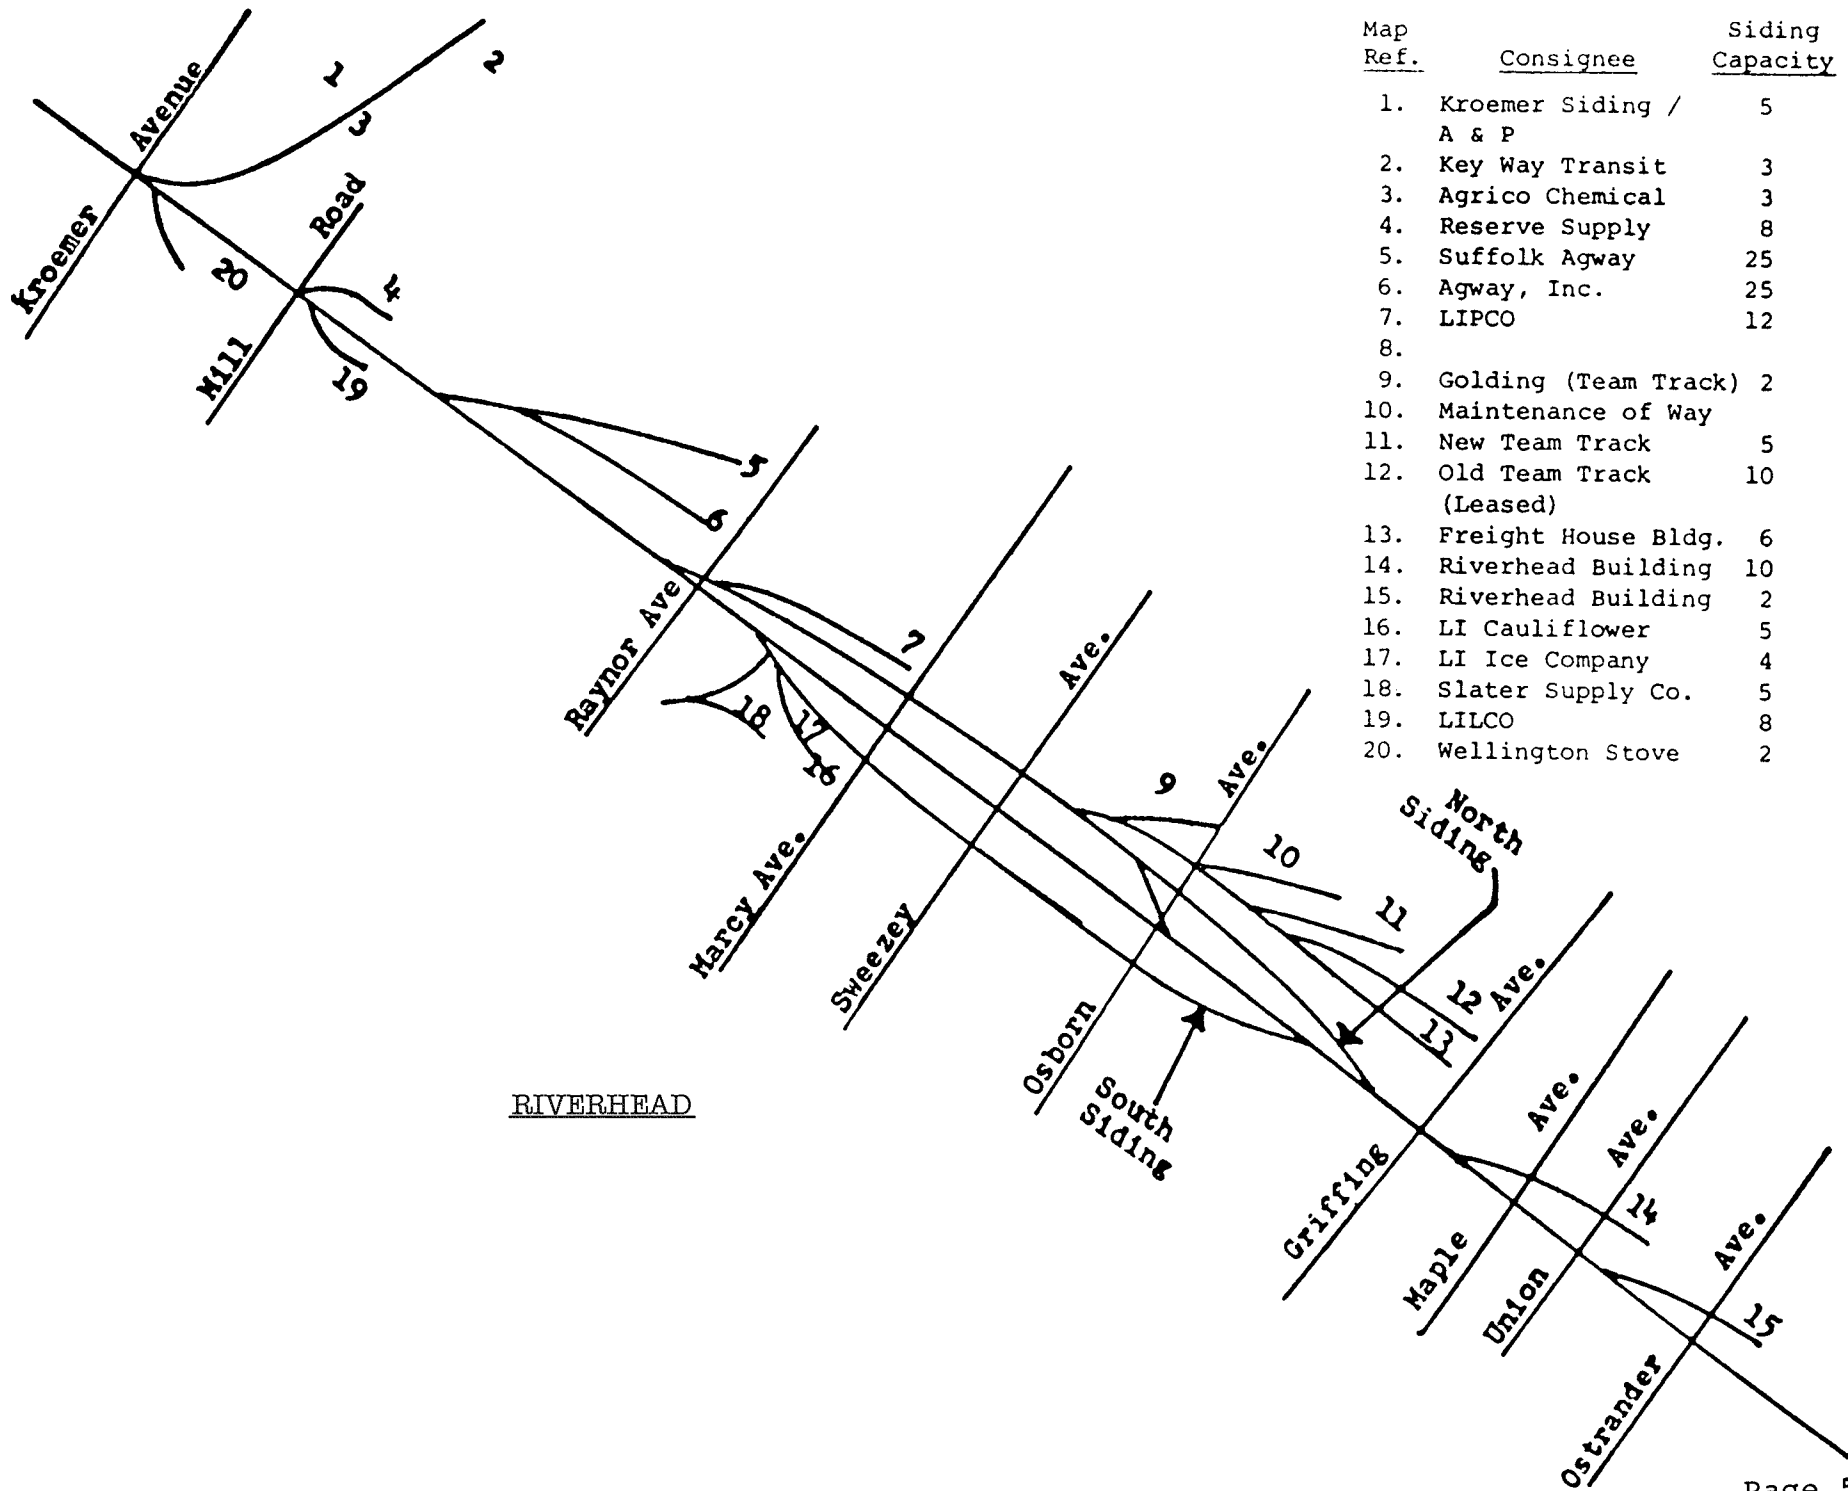 Map Siding
Ref. Consignee Capacity
1. Kroemer Siding / 5
A & P
2. Key Way Transit 3
3. Agrico Chemical 3
4. Reserve Supply 8
5. Suffolk Agway 25
6. Agway, Inc. 25
7. LIPCO 12
8.
9. Golding (Team Track) 2
10. Maintenance of Way
11. New Team Track 5
12. Old Team Track 10
(Leased)
13. Freight House Bldg. 6
14. Riverhead Building 10
15. Riverhead Building 2
16. LI Cauliflower 5
17. LI Ice Company 4
18. Slater Supply Co. 5
19. LILCO 8
20. Wellington Stove 2
Kroemer Avenue
1
2
3
20
Mill Road
4
19
5
6
Raynor Ave
7
18
17
16
Marcy Ave.
Sweezey Ave.
9
Osborn Ave.
10
11
North
Siding
12
13
South
Siding
RIVERHEAD
Griffing Ave.
Maple Ave.
Union Ave.
14
Ostrander Ave.
15
Page